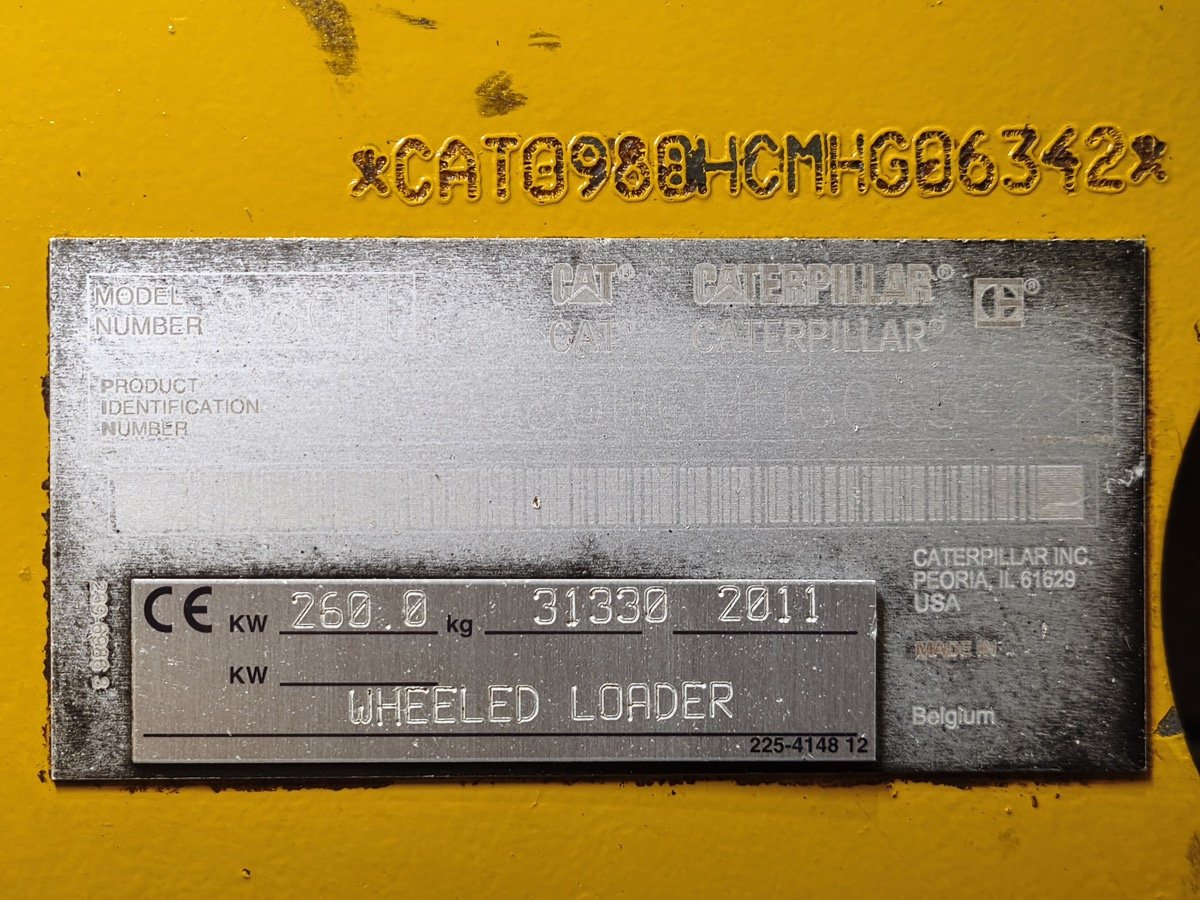 *CAT0980HCMHG06342*
MODEL
NUMBER
CAT® CATERPILLAR® CE®
CAT CATERPILLAR®
PRODUCT
IDENTIFICATION
NUMBER
CATERPILLAR INC.
PEORIA, IL 61629
USA
MADE IN
Belgium
CE KW 260.0 kg 31330 2011
KW
WHEELED LOADER
225-4148 12